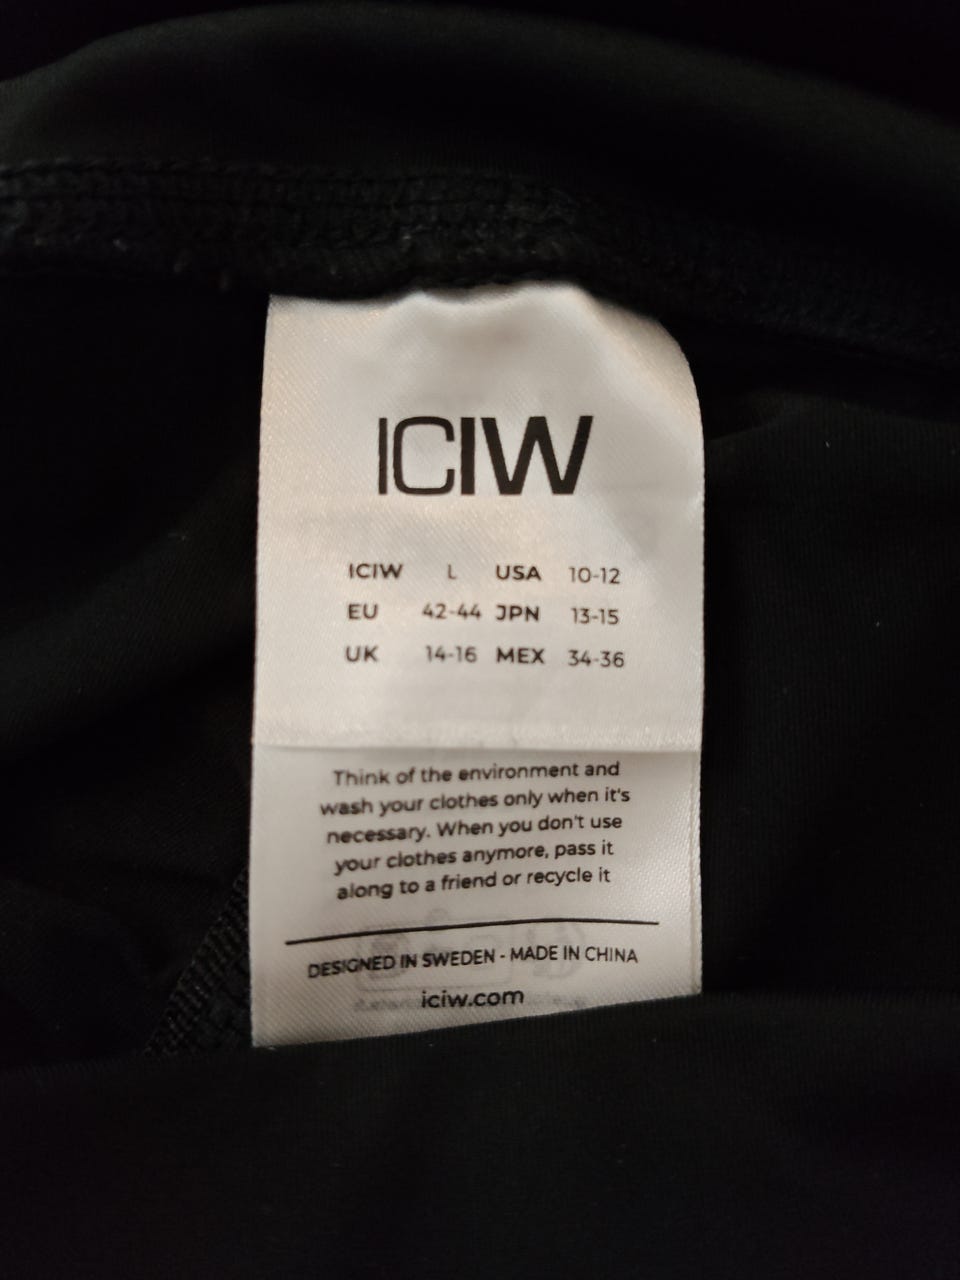 ICIW
ICIW L USA 10-12
EU 42-44 JPN 13-15
UK 14-16 MEX 34-36
Think of the environment and
wash your clothes only when it's
necessary. When you don't use
your clothes anymore, pass it
along to a friend or recycle it
DESIGNED IN SWEDEN - MADE IN CHINA
iciw.com